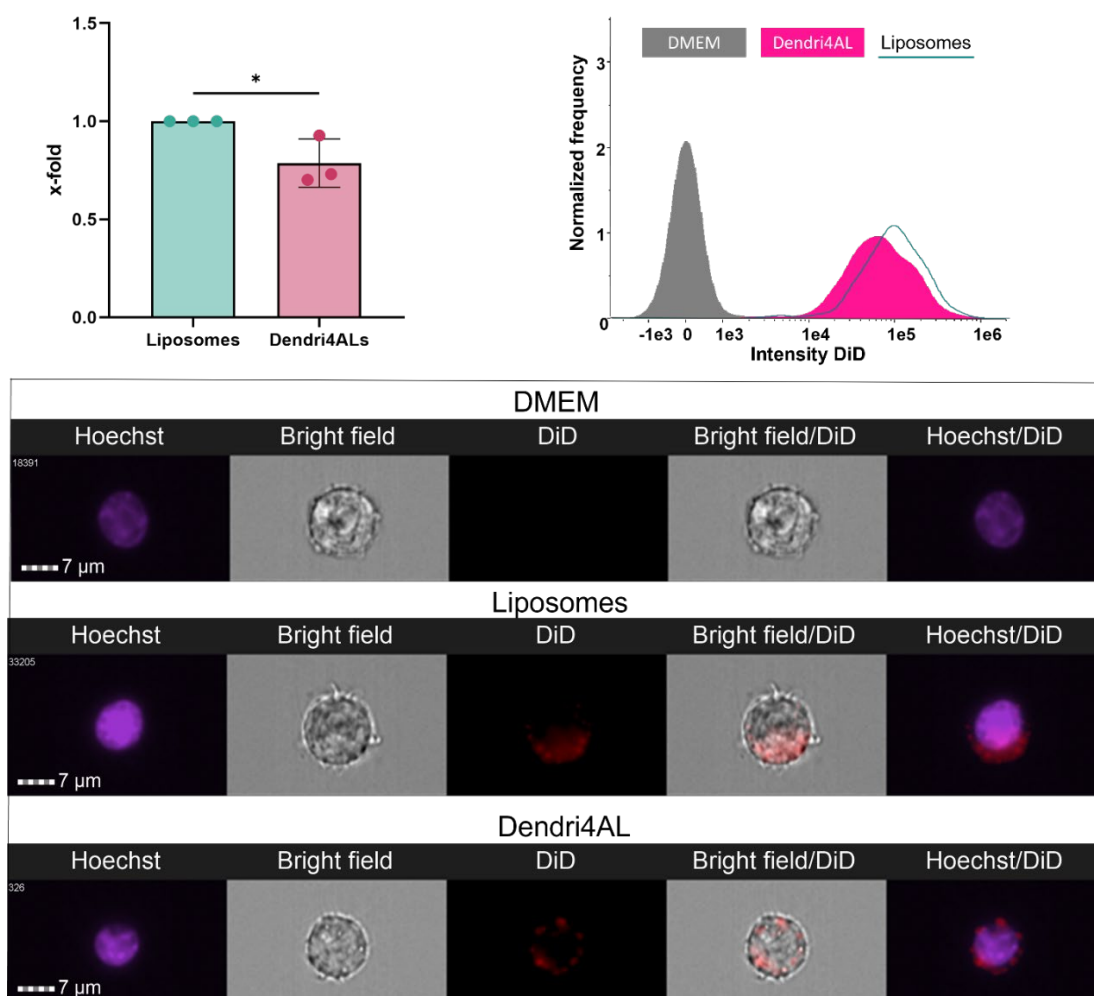 1.5
*
1.0
x-fold
0.5
0.0
Liposomes Dendri4ALs
DMEM Dendri4AL Liposomes
3
Normalized frequency
2
1
0
-1e3 0 1e3 1e4 1e5 1e6
Intensity DiD
DMEM
Hoechst Bright field DiD Bright field/DiD Hoechst/DiD
18391
7 µm
Liposomes
Hoechst Bright field DiD Bright field/DiD Hoechst/DiD
33205
7 µm
Dendri4AL
Hoechst Bright field DiD Bright field/DiD Hoechst/DiD
326
7 µm